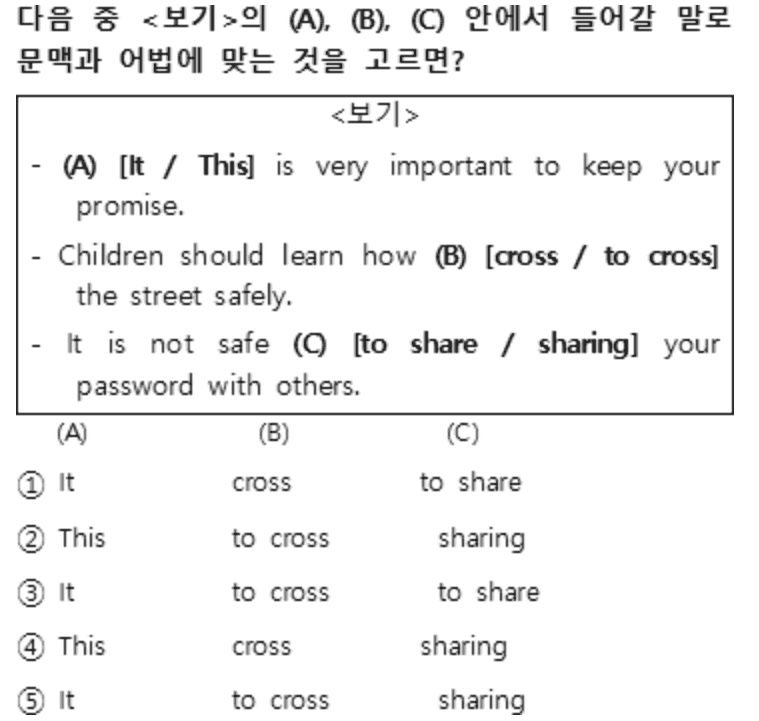 다음 중 <보기>의 (A), (B), (C) 안에서 들어갈 말로
문맥과 어법에 맞는 것을 고르면?
<보기>
- (A) [It / This] is very important to keep your
promise.
- Children should learn how (B) [cross / to cross]
the street safely.
- It is not safe (C) [to share / sharing] your
password with others.
(A) (B) (C)
① It cross to share
② This to cross sharing
③ It to cross to share
④ This cross sharing
⑤ It to cross sharing